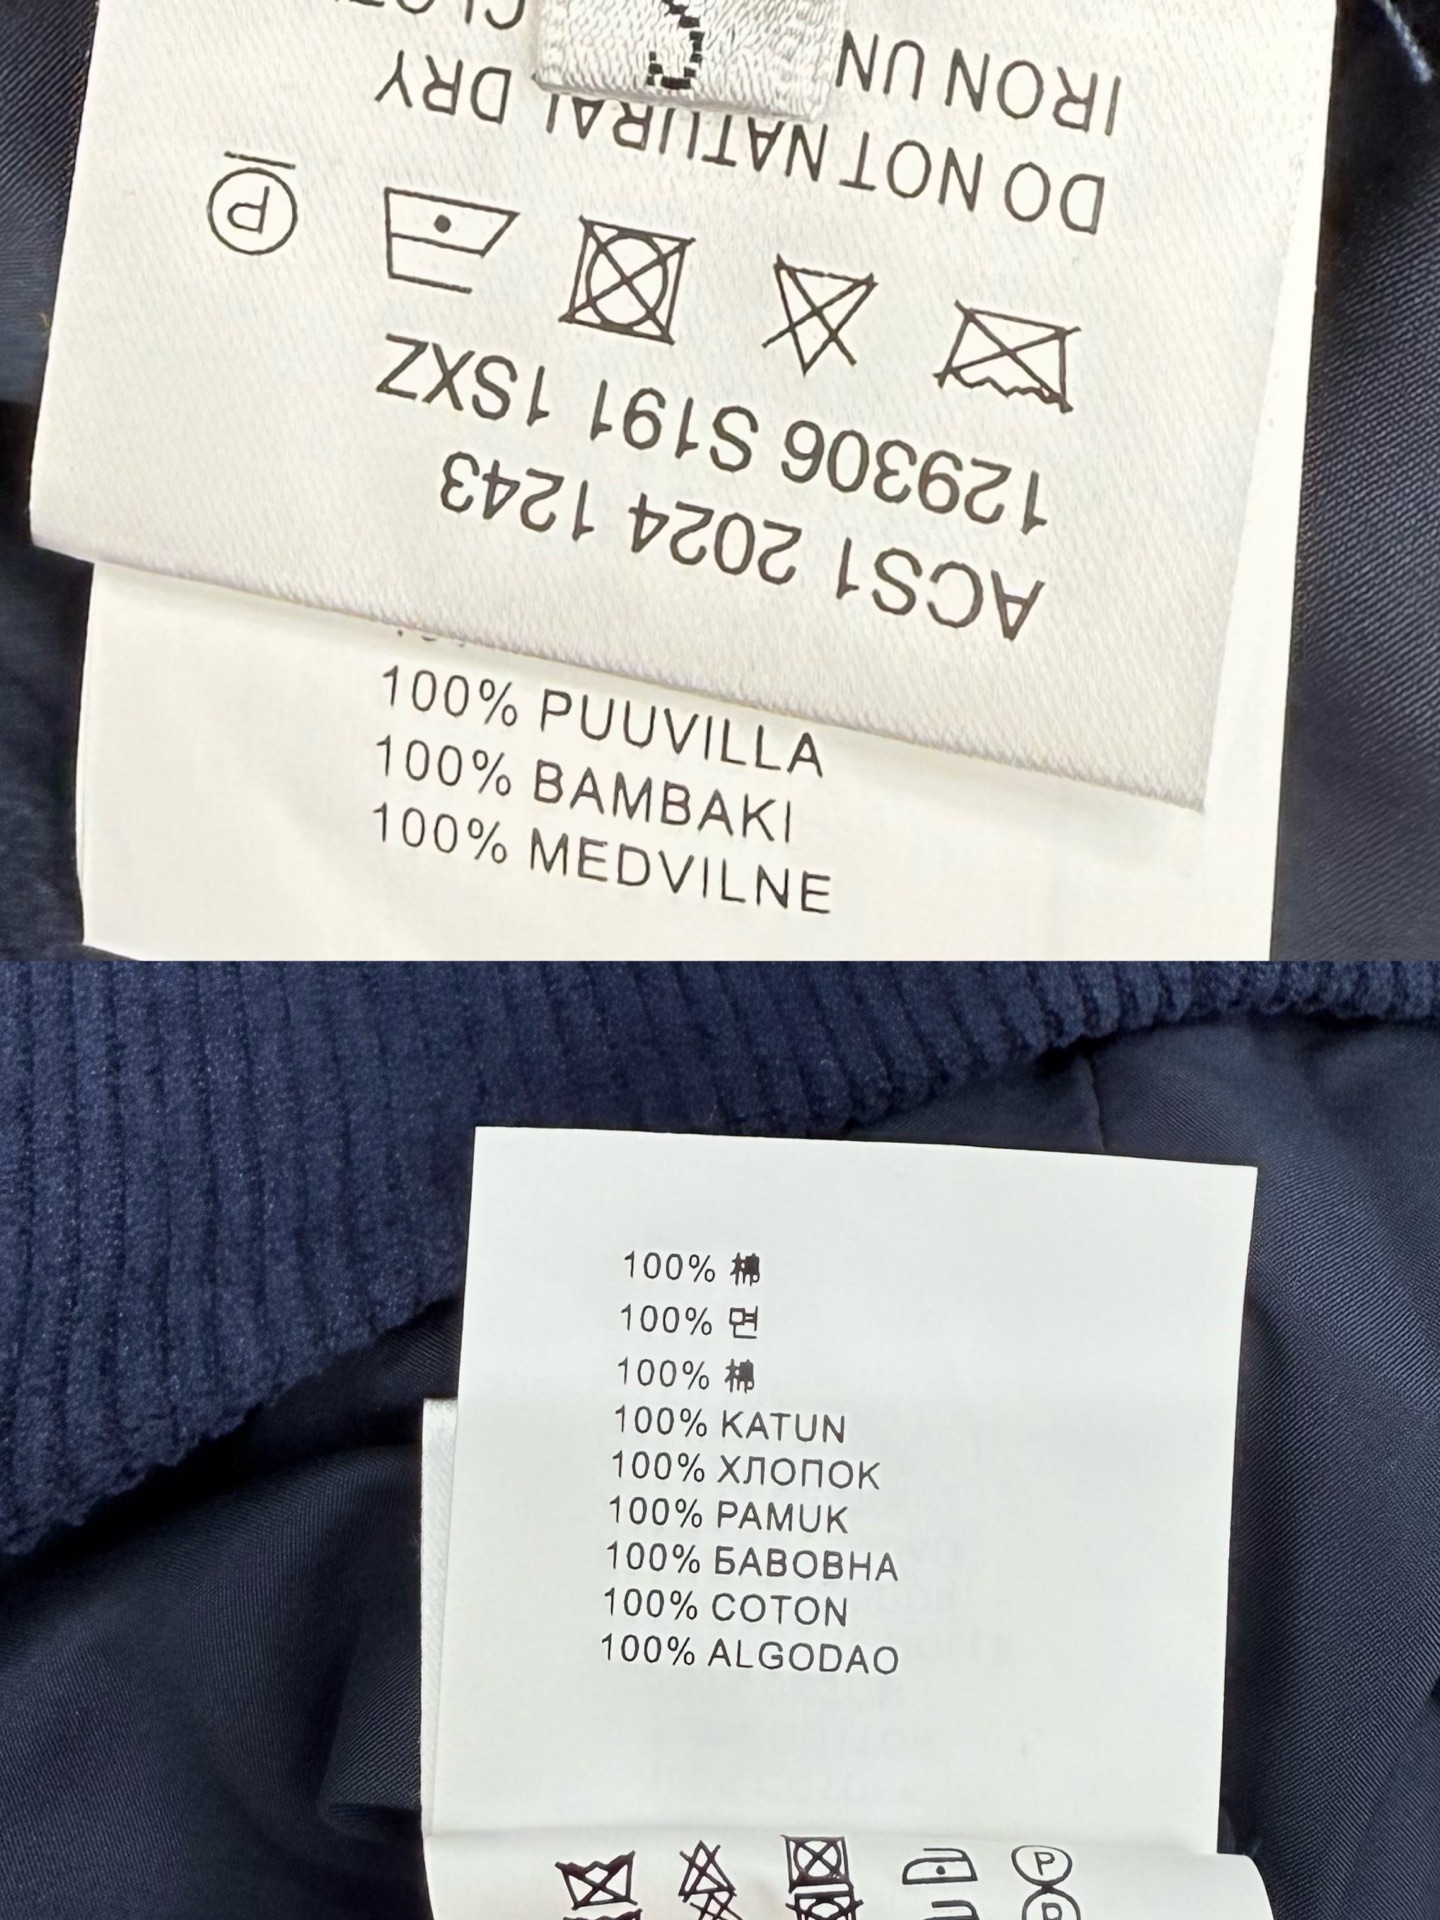 ACS1 2024 1243
129306 S191 1SXZ
P
DO NOT NATURAL DRY
IRON
100% PUUVILLA
100% BAMBAKI
100% MEDVILNE
100% 棉
100% 면
100% 棉
100% KATUN
100% ХЛОПОК
100% PAMUK
100% БАВОВНА
100% COTON
100% ALGODAO
P